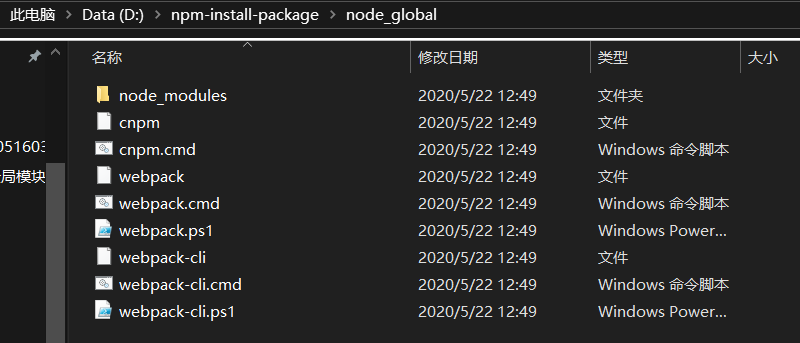 此电脑 > Data (D:) > npm-install-package > node_global
名称 修改日期 类型 大小
node_modules 2020/5/22 12:49 文件夹
cnpm 2020/5/22 12:49 文件
051603
cnpm.cmd 2020/5/22 12:49 Windows 命令脚本
局模块
webpack 2020/5/22 12:49 文件
webpack.cmd 2020/5/22 12:49 Windows 命令脚本
webpack.ps1 2020/5/22 12:49 Windows Power...
webpack-cli 2020/5/22 12:49 文件
webpack-cli.cmd 2020/5/22 12:49 Windows 命令脚本
webpack-cli.ps1 2020/5/22 12:49 Windows Power...